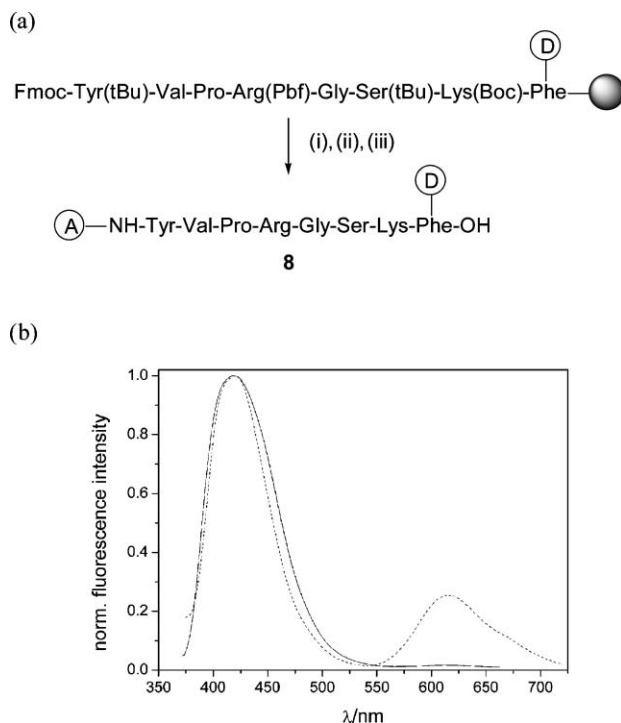 (a)
D
Fmoc-Tyr(tBu)-Val-Pro-Arg(Pbf)-Gly-Ser(tBu)-Lys(Boc)-Phe
(i), (ii), (iii)
D
A NH-Tyr-Val-Pro-Arg-Gly-Ser-Lys-Phe-OH
8
(b)
norm. fluorescence intensity
1.0
0.8
0.6
0.4
0.2
0.0
350 400 450 500 550 600 650 700
λ/nm